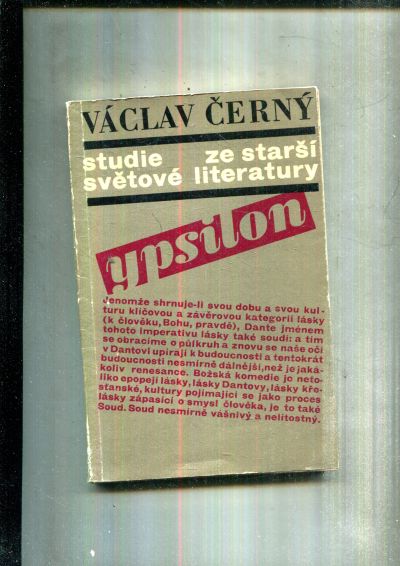 VÁCLAV ČERNÝ
studie ze starší
světové literatury
ypsilon
Jenomže shrnuje-li svou dobu a svou kul-
turu klíčovou a závěrovou kategorií lásky
(k člověku, Bohu, pravdě), Dante jménem
tohoto imperativu lásky také soudí: a tím
se obracíme o půlkruh a znovu se naše oči
v Dantovi upírají k budoucnosti a tentokrát
budoucnosti nesmírně dálnější, než je jaká-
koliv renesance. Božská komedie je neto-
liko epopejí lásky, lásky Dantovy, lásky kře-
sťanské, kultury pojímající se jako proces
lásky zápasící o smysl člověka, je to také
Soud. Soud nesmírně vášnivý a nelítostný.